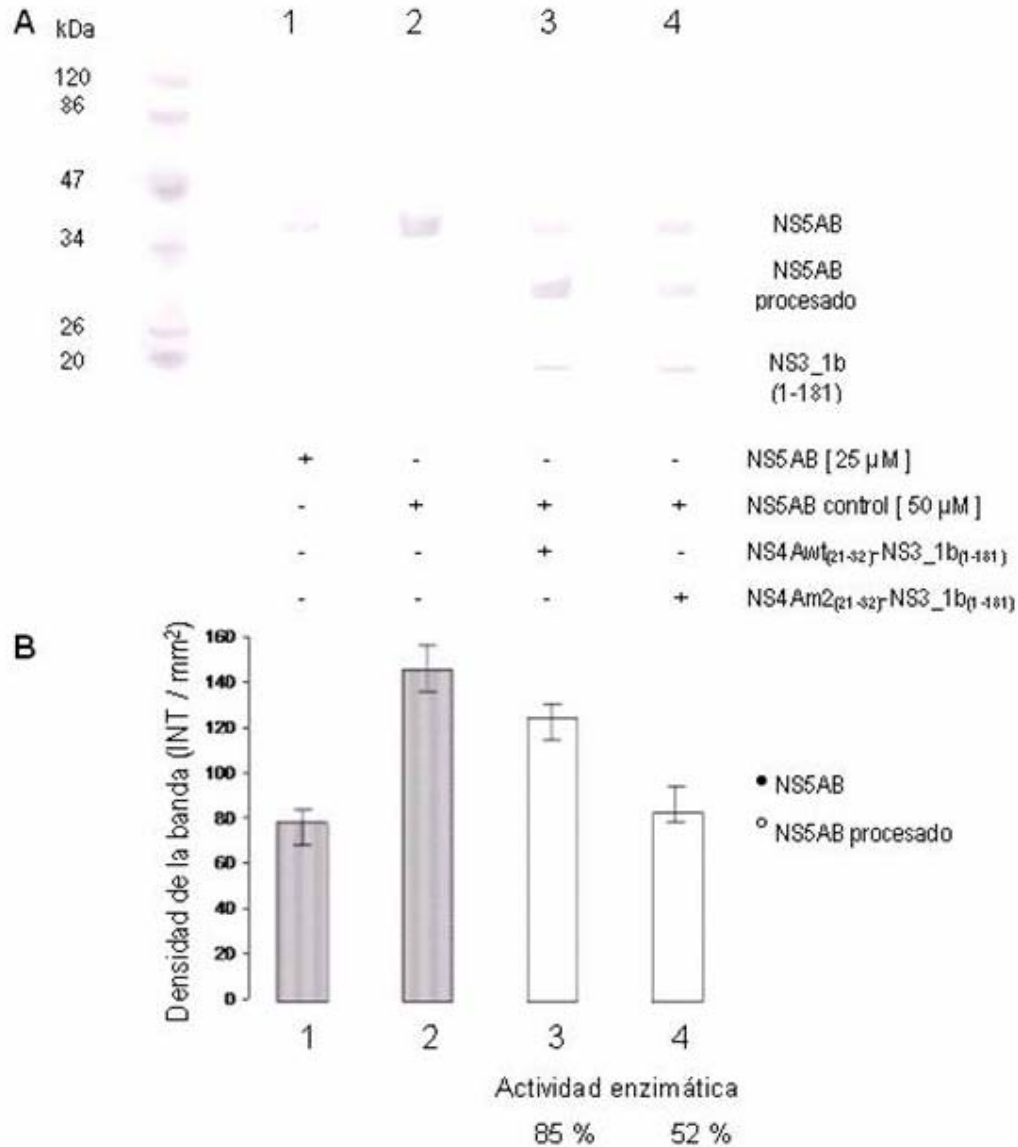 A kDa 1 2 3 4
120
86
47
34
26
20
NS5AB
NS5AB
procesado
NS3_1b
(1-181)
+ - - - NS5AB [ 25 µM ]
- + + + NS5AB control [ 50 µM ]
- - + - NS4Awt(21-32)-NS3_1b(1-181)
- - - + NS4Am2(21-32)-NS3_1b(1-181)
B
Densidad de la banda (INT / mm²)
160
140
120
100
80
60
40
20
0
● NS5AB
○ NS5AB procesado
1 2 3 4
Actividad enzimática
85 % 52 %